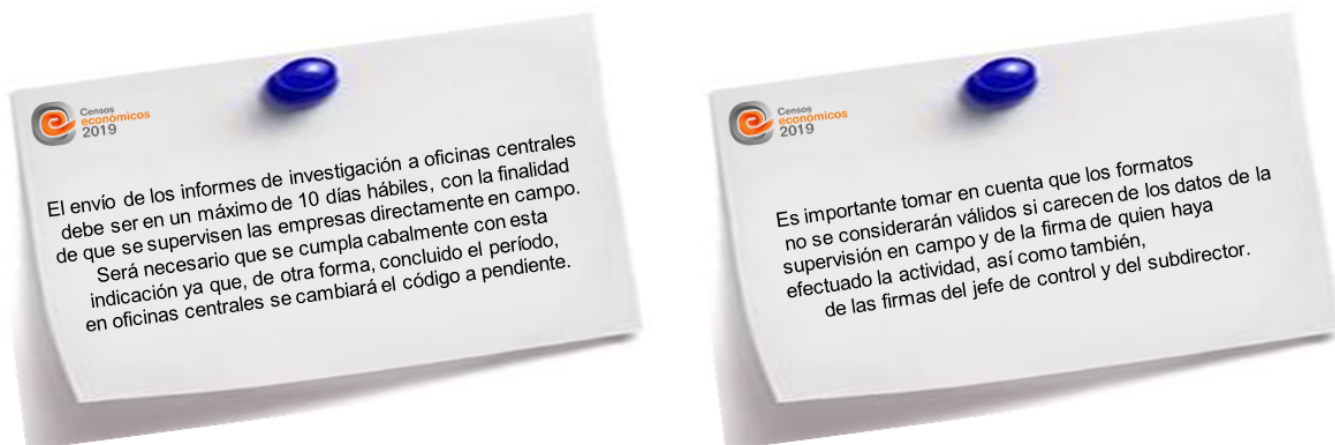 Censos
económicos
2019
El envío de los informes de investigación a oficinas centrales
debe ser en un máximo de 10 días hábiles, con la finalidad
de que se supervisen las empresas directamente en campo.
Será necesario que se cumpla cabalmente con esta
indicación ya que, de otra forma, concluido el período,
en oficinas centrales se cambiará el código a pendiente.
Censos
económicos
2019
Es importante tomar en cuenta que los formatos
no se considerarán válidos si carecen de los datos de la
supervisión en campo y de la firma de quien haya
efectuado la actividad, así como también,
de las firmas del jefe de control y del subdirector.